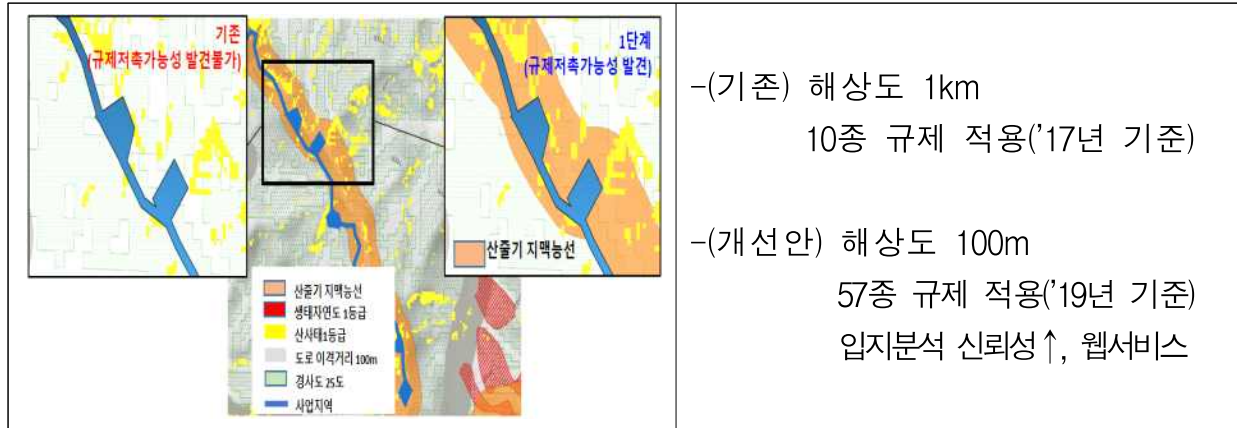 기존
(규제저촉가능성 발견불가)
1단계
(규제저촉가능성 발견)
산줄기 지맥능선
산줄기 지맥능선
생태자연도 1등급
산사태1등급
도로 이격거리 100m
경사도 25도
사업지역
-(기존) 해상도 1km
10종 규제 적용('17년 기준)
-(개선안) 해상도 100m
57종 규제 적용('19년 기준)
입지분석 신뢰성↑, 웹서비스